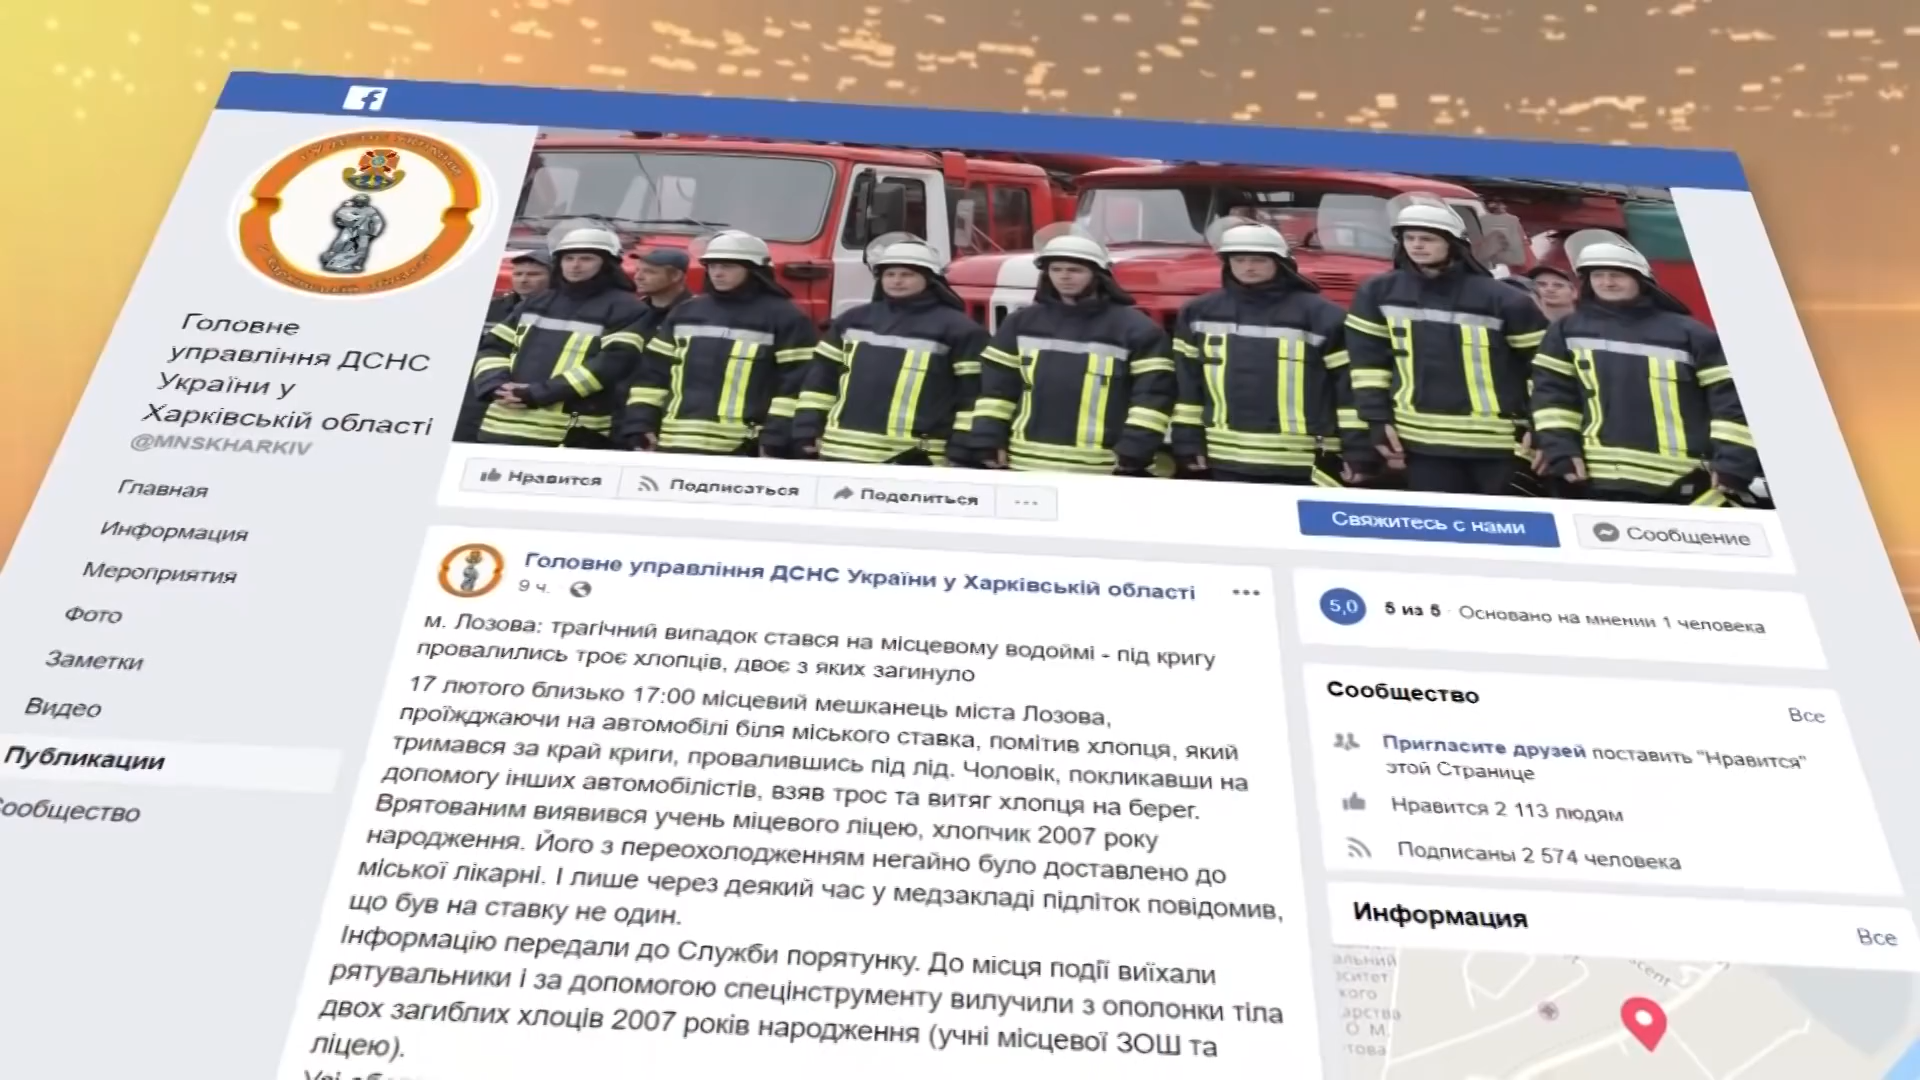 Головне
управління ДСНС
України у
Харківській області
@MNSKHARKIV
Главная
Информация
Мероприятия
Фото
Заметки
Видео
Публикации
Сообщество
Нравится
Подписаться
Поделиться
...
Свяжитесь с нами
Сообщение
Головне управління ДСНС України у Харківській області
9 ч.
м. Лозова: трагічний випадок стався на місцевому водоймі - під кригу
провалились троє хлопців, двоє з яких загинуло
17 лютого близько 17:00 місцевий мешканець міста Лозова,
проїжджаючи на автомобілі біля міського ставка, помітив хлопця, який
тримався за край криги, провалившись під лід. Чоловік, покликавши на
допомогу інших автомобілістів, взяв трос та витяг хлопця на берег.
Врятованим виявився учень міцевого ліцею, хлопчик 2007 року
народження. Його з переохолодженням негайно було доставлено до
міської лікарні. І лише через деякий час у медзакладі підліток повідомив,
що був на ставку не один.
Інформацію передали до Служби порятунку. До місця події виїхали
рятувальники і за допомогою спецінструменту вилучили з ополонки тіла
двох загиблих хлоців 2007 років народження (учні місцевої ЗОШ та
ліцею).
5,0
5 из 5 · Основано на мнении 1 человека
Сообщество
Все
Пригласите друзей поставить "Нравится"
этой Странице
Нравится 2 113 людям
Подписаны 2 574 человека
Информация
Все